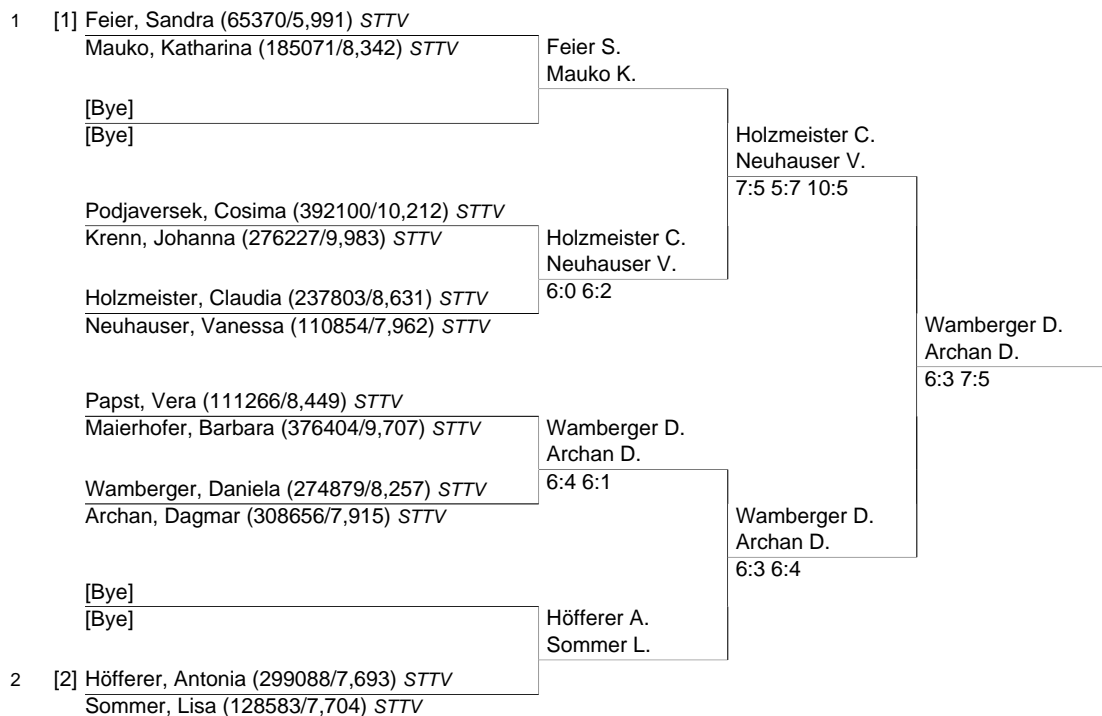 1 [1] Feier, Sandra (65370/5,991) STTV
Mauko, Katharina (185071/8,342) STTV
Feier S.
Mauko K.
[Bye]
[Bye]
Holzmeister C.
Neuhauser V.
7:5 5:7 10:5
Podjaversek, Cosima (392100/10,212) STTV
Krenn, Johanna (276227/9,983) STTV
Holzmeister C.
Neuhauser V.
6:0 6:2
Holzmeister, Claudia (237803/8,631) STTV
Neuhauser, Vanessa (110854/7,962) STTV
Wamberger D.
Archan D.
6:3 7:5
Papst, Vera (111266/8,449) STTV
Maierhofer, Barbara (376404/9,707) STTV
Wamberger D.
Archan D.
6:4 6:1
Wamberger, Daniela (274879/8,257) STTV
Archan, Dagmar (308656/7,915) STTV
Wamberger D.
Archan D.
6:3 6:4
[Bye]
[Bye]
Höfferer A.
Sommer L.
2 [2] Höfferer, Antonia (299088/7,693) STTV
Sommer, Lisa (128583/7,704) STTV